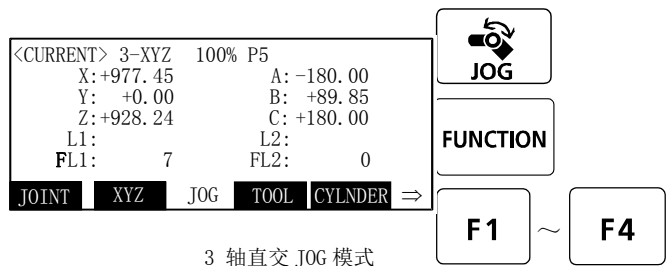 <CURRENT> 3-XYZ 100% P5
X:+977.45 A:-180.00
Y: +0.00 B: +89.85
Z:+928.24 C:+180.00
L1: L2:
FL1: 7 FL2: 0
JOINT XYZ JOG TOOL CYLNDER ⇒
3 轴直交 JOG 模式
JOG
FUNCTION
F1 ～ F4